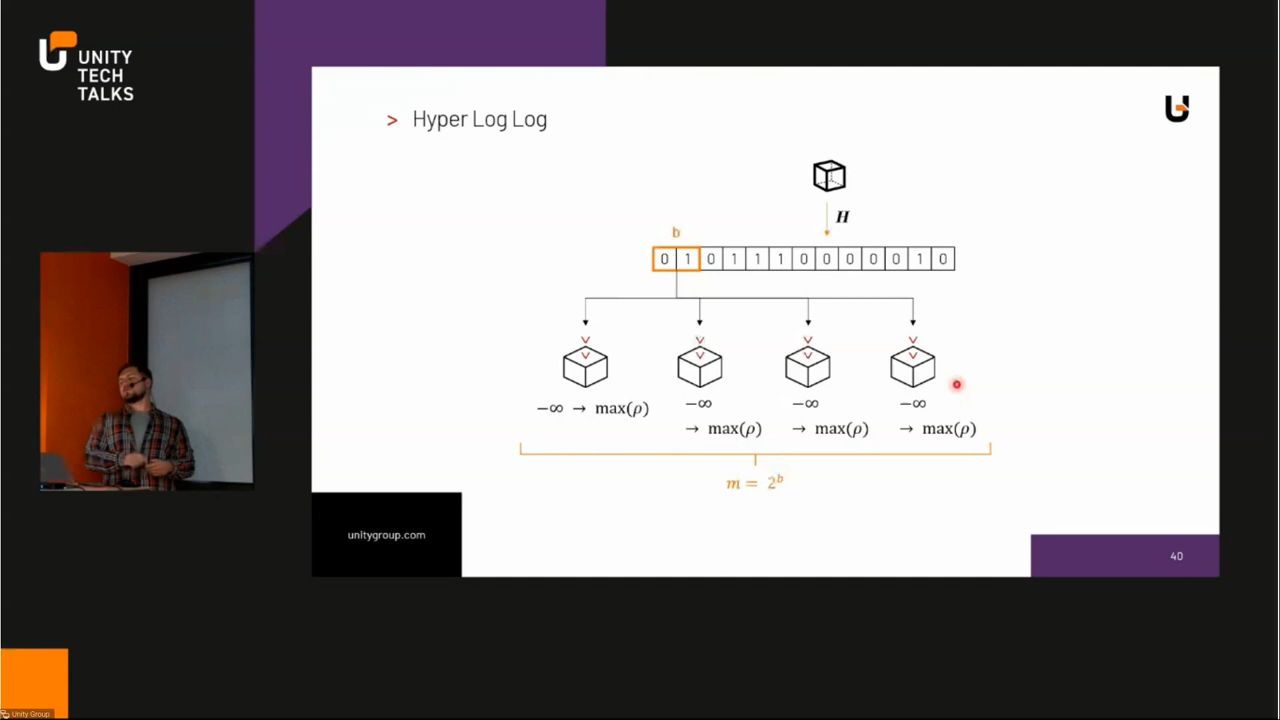 UNITY
TECH
TALKS
> Hyper Log Log
H
b
0 1 0 1 1 1 0 0 0 0 0 1 0
−∞ → max(ρ)
−∞
→ max(ρ)
−∞
→ max(ρ)
−∞
→ max(ρ)
m = 2ᵇ
unitygroup.com
40
Unity Group